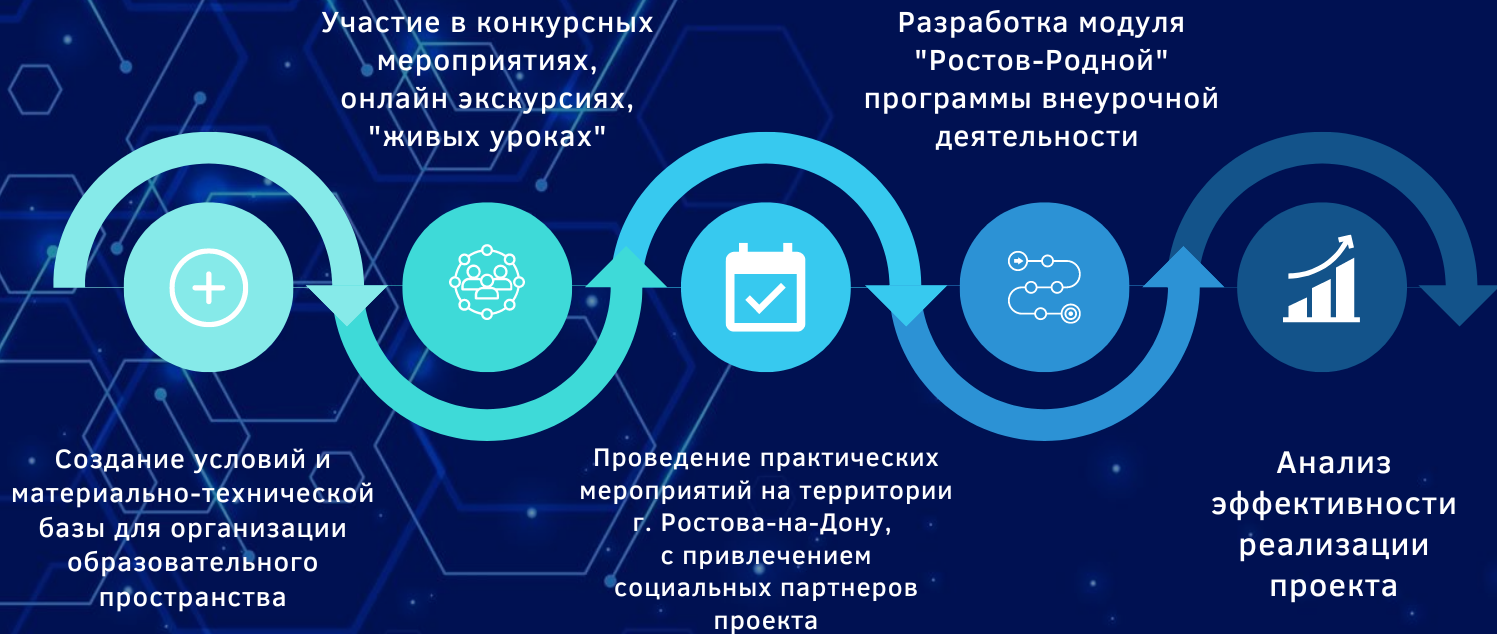 Участие в конкурсных
мероприятиях,
онлайн экскурсиях,
"живых уроках"
Разработка модуля
"Ростов-Родной"
программы внеурочной
деятельности
Создание условий и
материально-технической
базы для организации
образовательного
пространства
Проведение практических
мероприятий на территории
г. Ростова-на-Дону,
с привлечением
социальных партнеров
проекта
Анализ
эффективности
реализации
проекта